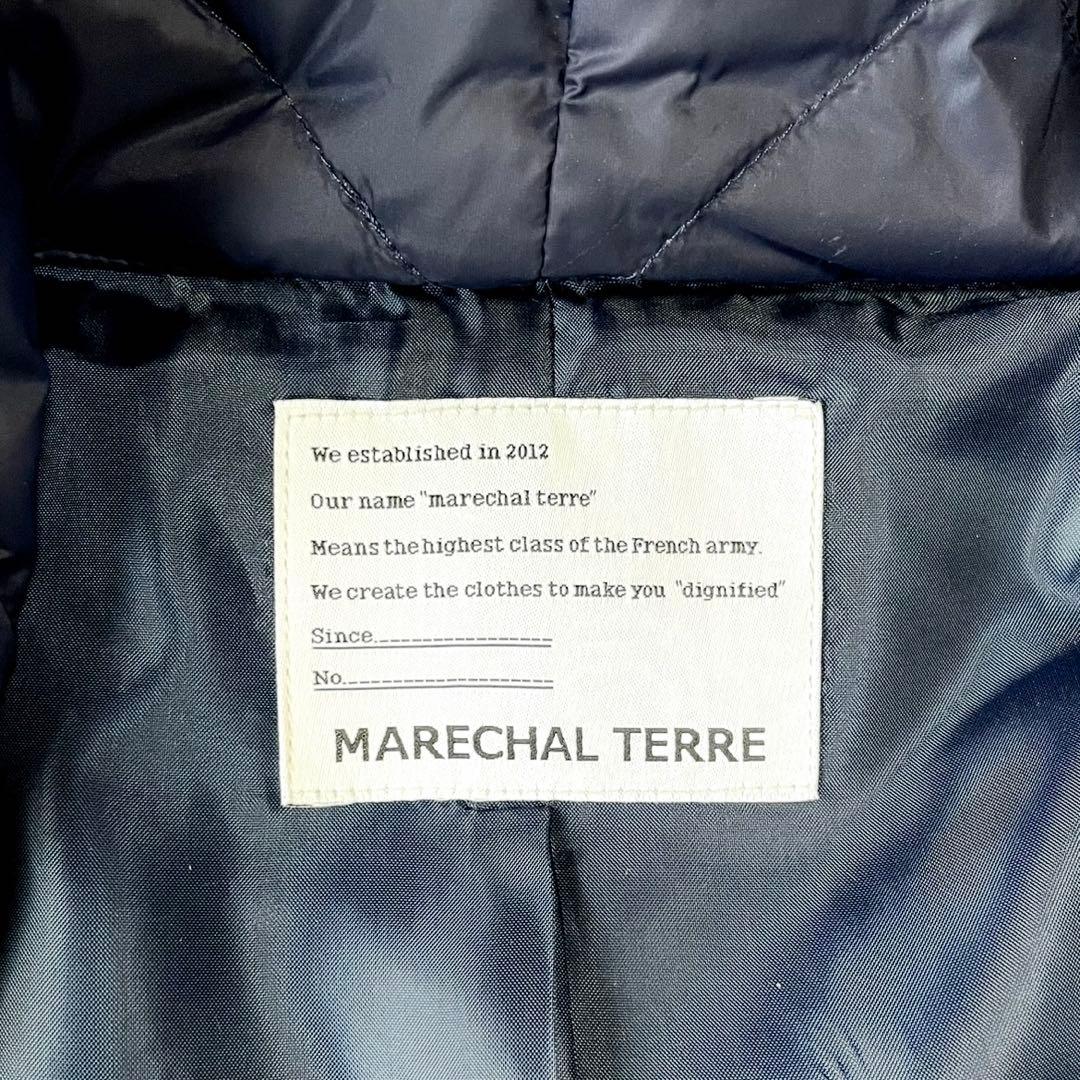 We established in 2012
Our name "marechal terre"
Means the highest class of the French army.
We create the clothes to make you "dignified"
Since
No
MARECHAL TERRE